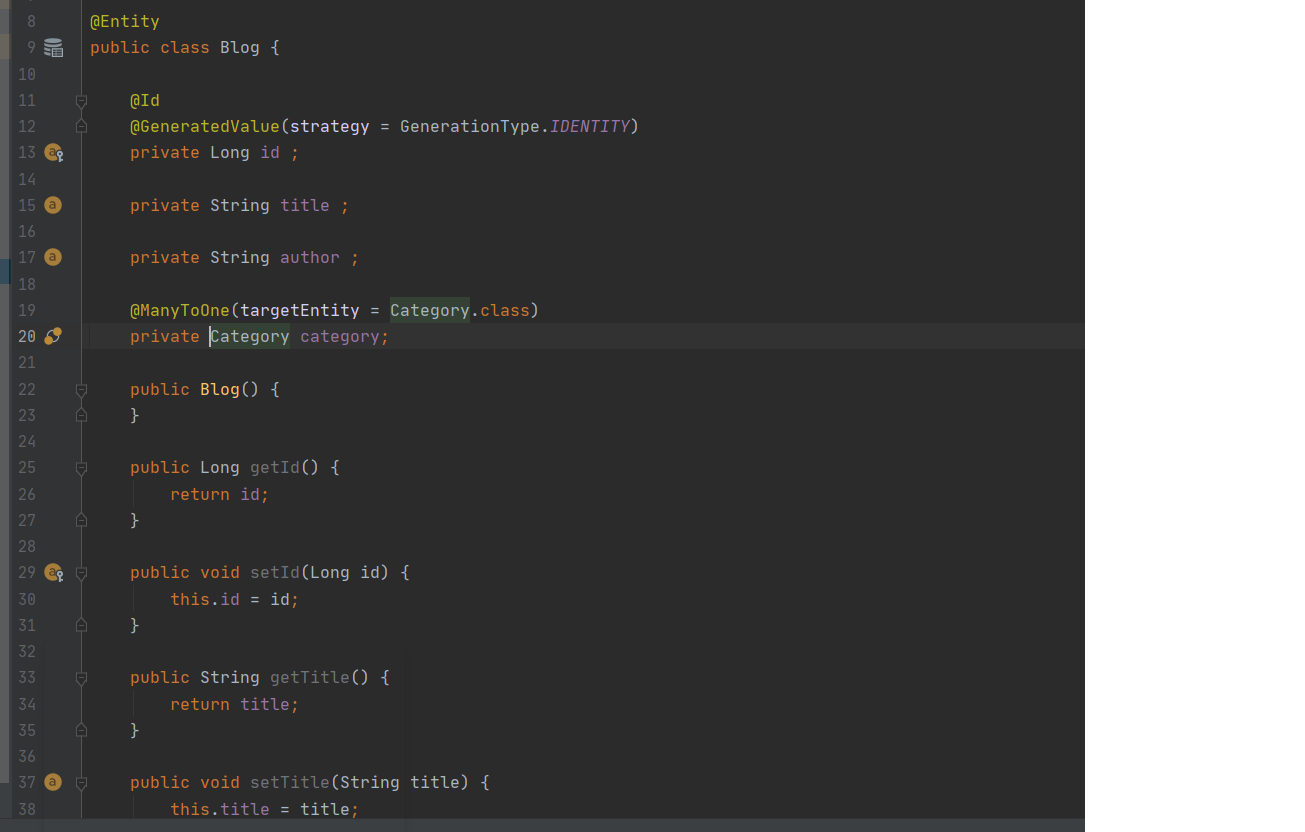 8 @Entity
9 public class Blog {
10
11 @Id
12 @GeneratedValue(strategy = GenerationType.IDENTITY)
13 private Long id ;
14
15 private String title ;
16
17 private String author ;
18
19 @ManyToOne(targetEntity = Category.class)
20 private Category category;
21
22 public Blog() {
23 }
24
25 public Long getId() {
26 return id;
27 }
28
29 public void setId(Long id) {
30 this.id = id;
31 }
32
33 public String getTitle() {
34 return title;
35 }
36
37 public void setTitle(String title) {
38 this.title = title;